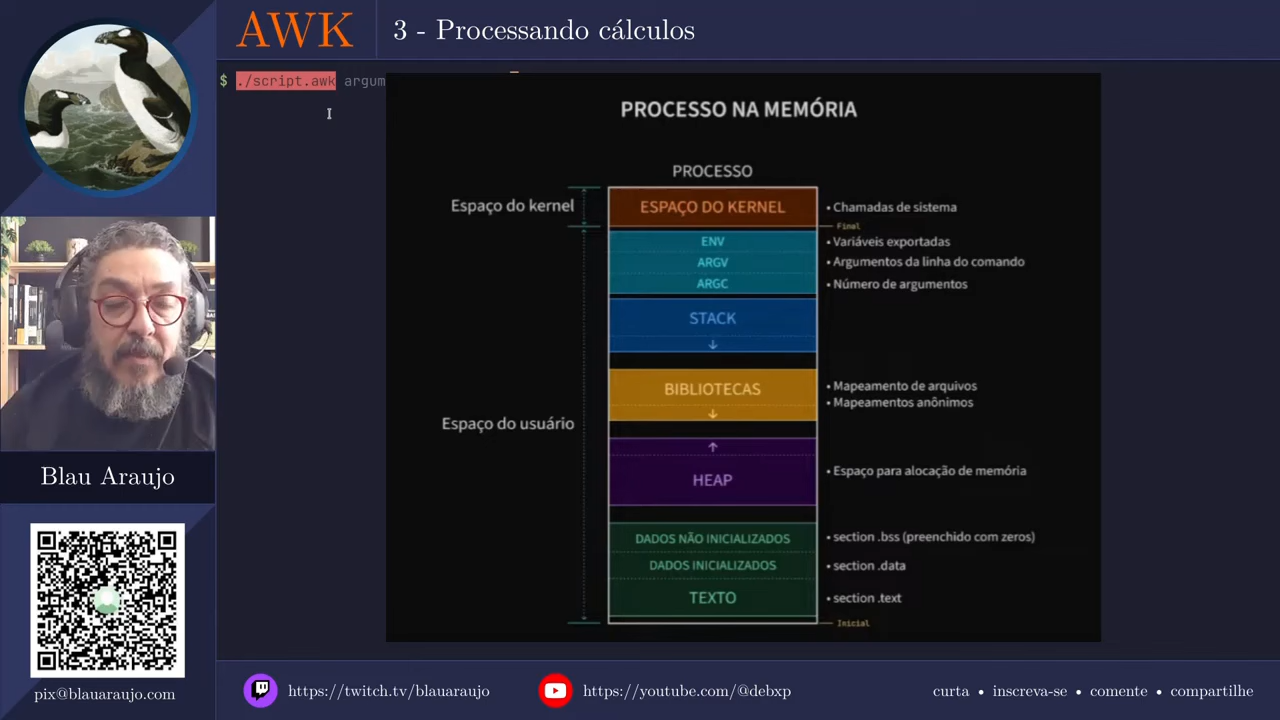 AWK
3 - Processando cálculos
$ ./script.awk argum
PROCESSO NA MEMÓRIA
PROCESSO
Espaço do kernel
ESPAÇO DO KERNEL
• Chamadas de sistema
Final
ENV
• Variáveis exportadas
ARGV
• Argumentos da linha do comando
ARGC
• Número de argumentos
STACK
BIBLIOTECAS
• Mapeamento de arquivos
• Mapeamentos anônimos
Espaço do usuário
HEAP
• Espaço para alocação de memória
DADOS NÃO INICIALIZADOS
• section .bss (preenchido com zeros)
DADOS INICIALIZADOS
• section .data
TEXTO
• section .text
Inicial
Blau Araujo
pix@blauaraujo.com
https://twitch.tv/blauaraujo
https://youtube.com/@debxp
curta • inscreva-se • comente • compartilhe